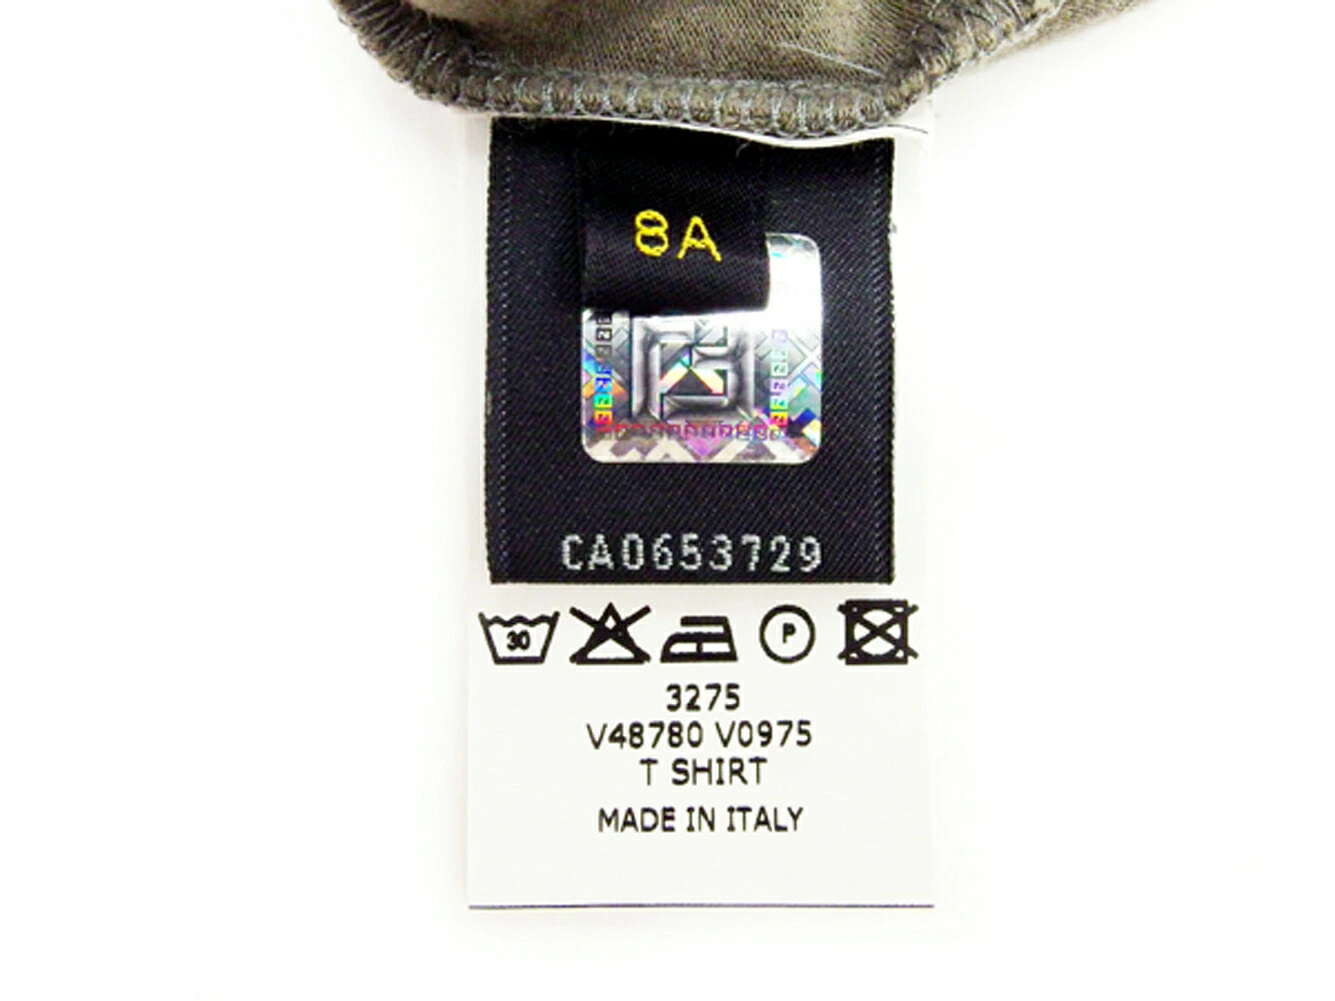 8A
CA0653729
30
P
3275
V48780 V0975
T SHIRT
MADE IN ITALY